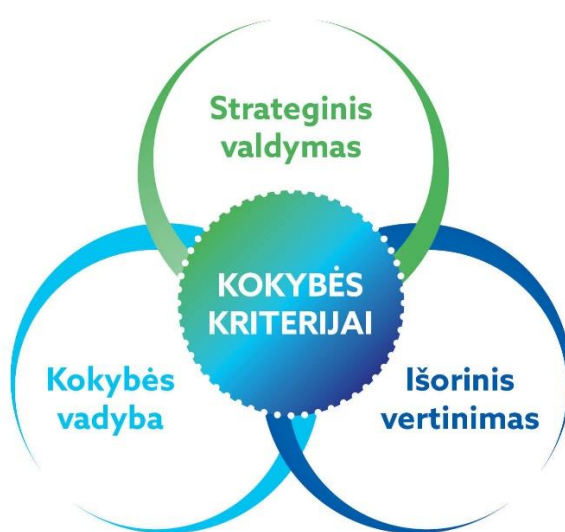 Strateginis
valdymas
KOKYBĖS
KRITERIJAI
Kokybės
vadyba
Išorinis
vertinimas